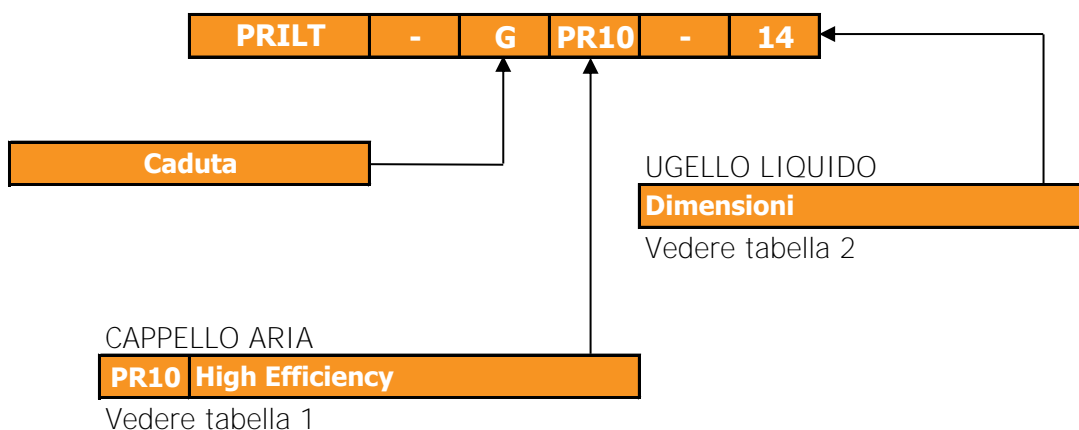 PRILT - G PR10 - 14
Caduta
UGELLO LIQUIDO
Dimensioni
Vedere tabella 2
CAPPELLO ARIA
PR10 High Efficiency
Vedere tabella 1